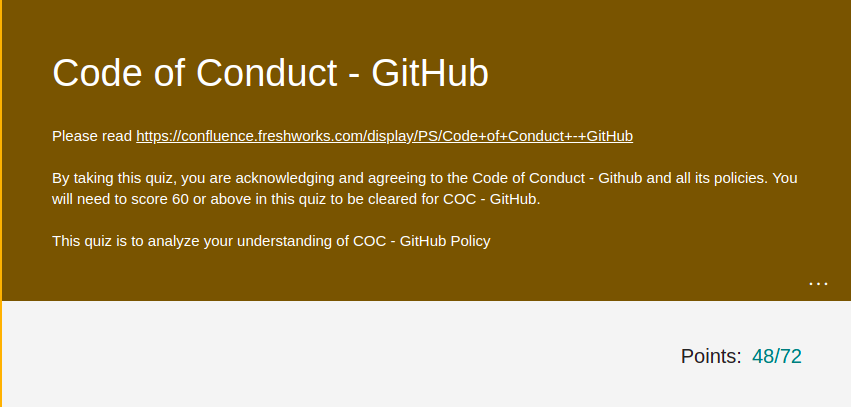 Code of Conduct - GitHub
Please read https://confluence.freshworks.com/display/PS/Code+of+Conduct+-+GitHub
By taking this quiz, you are acknowledging and agreeing to the Code of Conduct - Github and all its policies. You
will need to score 60 or above in this quiz to be cleared for COC - GitHub.
This quiz is to analyze your understanding of COC - GitHub Policy
...
Points: 48/72